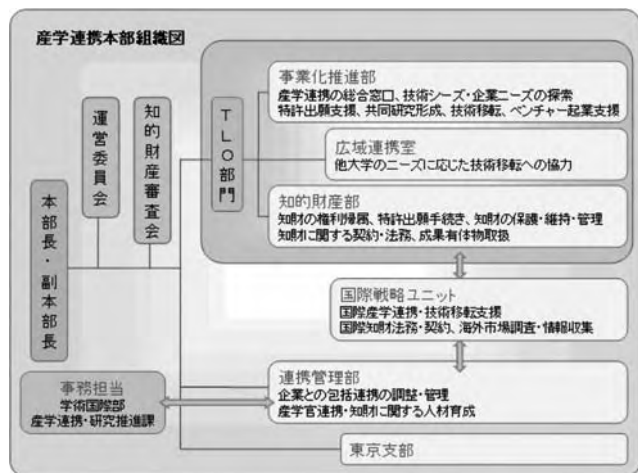 産学連携本部組織図
本部長・副本部長
運営委員会
知的財産審査会
TLO部門
事業化推進部
産学連携の総合窓口、技術シーズ・企業ニーズの探索
特許出願支援、共同研究形成、技術移転、ベンチャー起業支援
広域連携室
他大学のニーズに応じた技術移転への協力
知的財産部
知財の権利帰属、特許出願手続き、知財の保護・維持・管理
知財に関する契約・法務、成果有体物取扱
国際戦略ユニット
国際産学連携・技術移転支援
国際知財法務・契約、海外市場調査・情報収集
連携管理部
企業との包括連携の調整・管理
産学官連携・知財に関する人材育成
事務担当
学術国際部
産学連携・研究推進課
東京支部